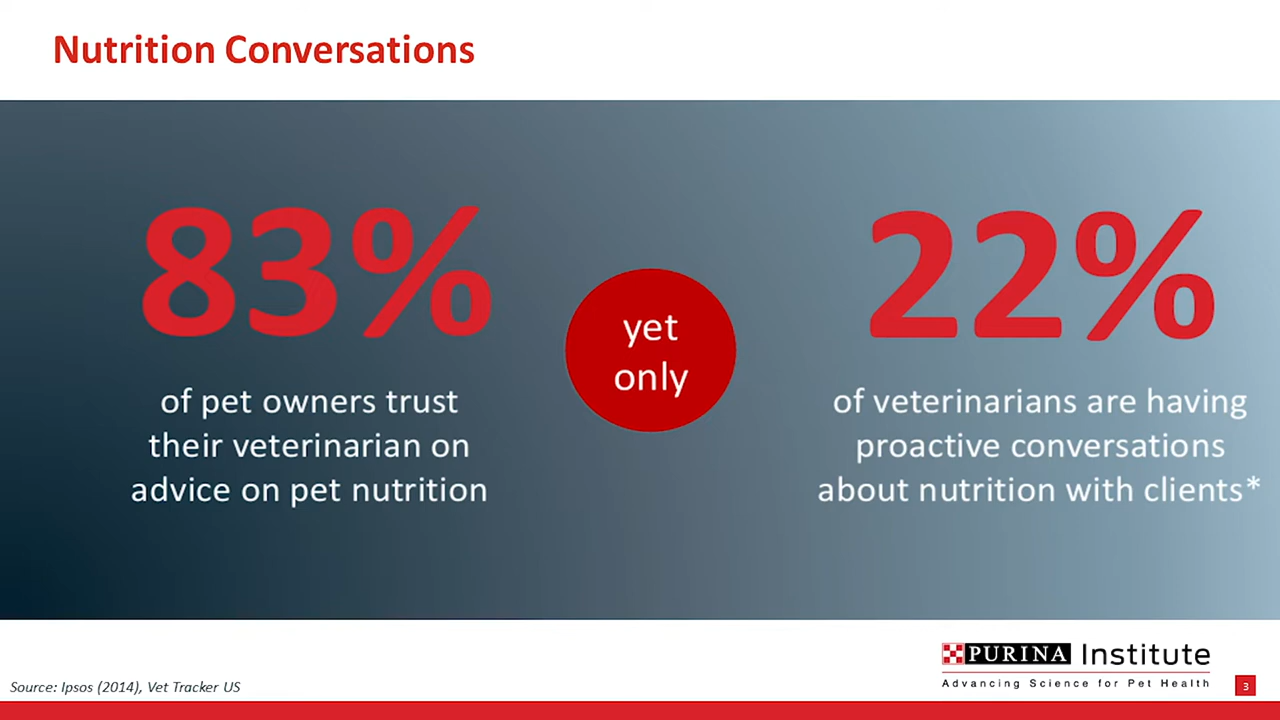 Nutrition Conversations
83%
of pet owners trust
their veterinarian on
advice on pet nutrition
yet
only
22%
of veterinarians are having
proactive conversations
about nutrition with clients*
PURINA Institute
Advancing Science for Pet Health
Source: Ipsos (2014), Vet Tracker US
3